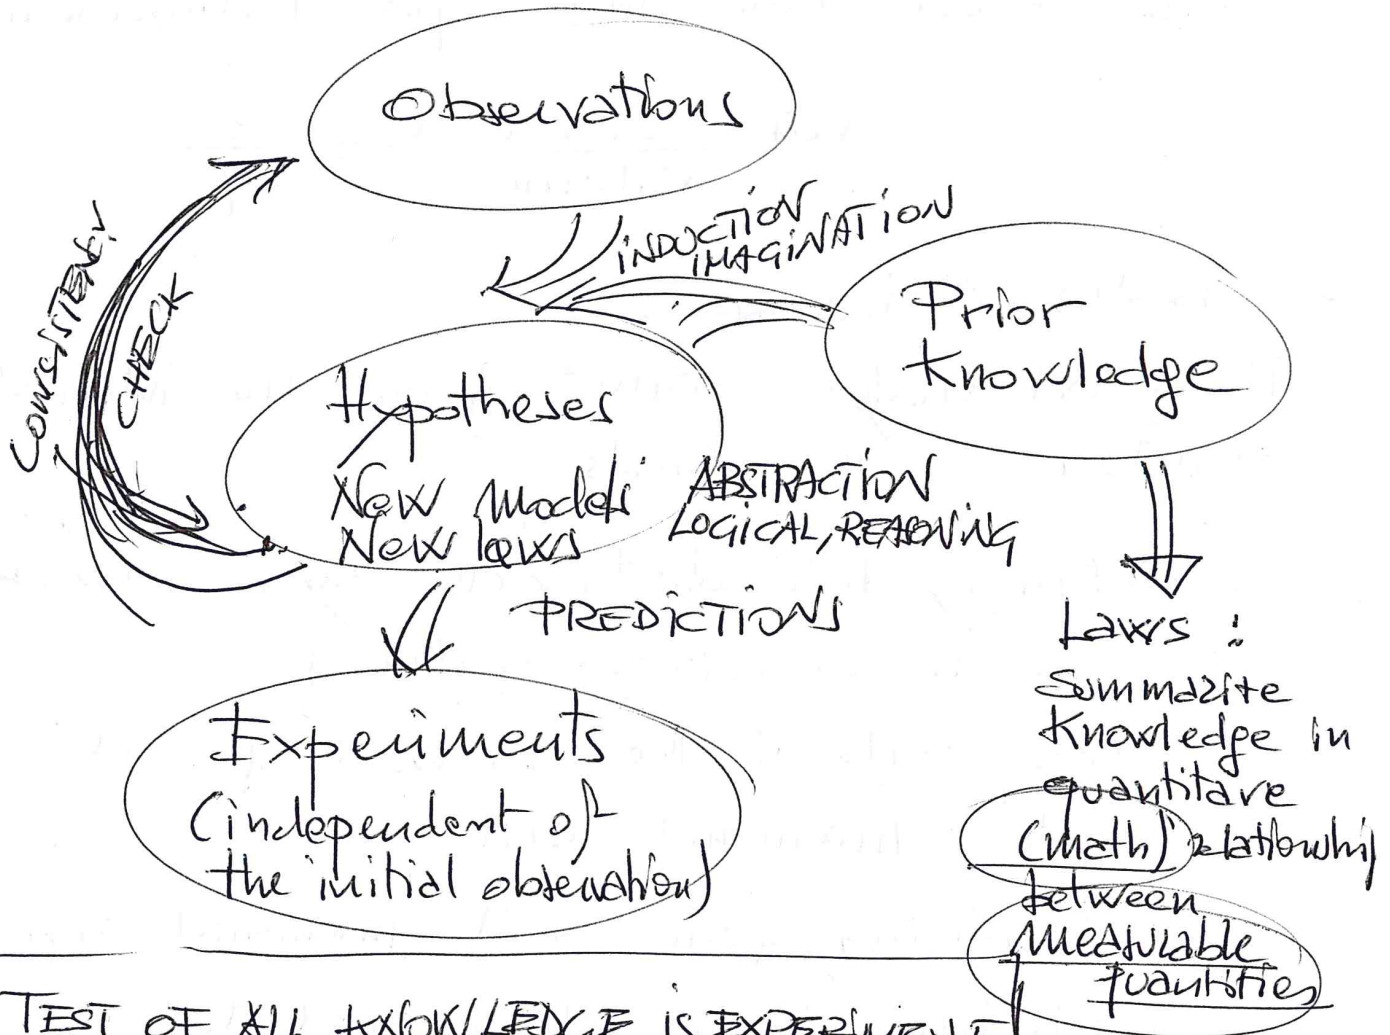 Observations
INDUCTION
IMAGINATION
CONSISTENCY
CHECK
Prior
Knowledge
Hypotheses
New models
New laws
ABSTRACTION
LOGICAL, REASONING
PREDICTIONS
Experiments
(independent of
the initial observation)
Laws :
Summarize
Knowledge in
quantitave
(math) relationship
between
measurable
quantities
TEST OF ALL KNOWLEDGE IS EXPERIMENT